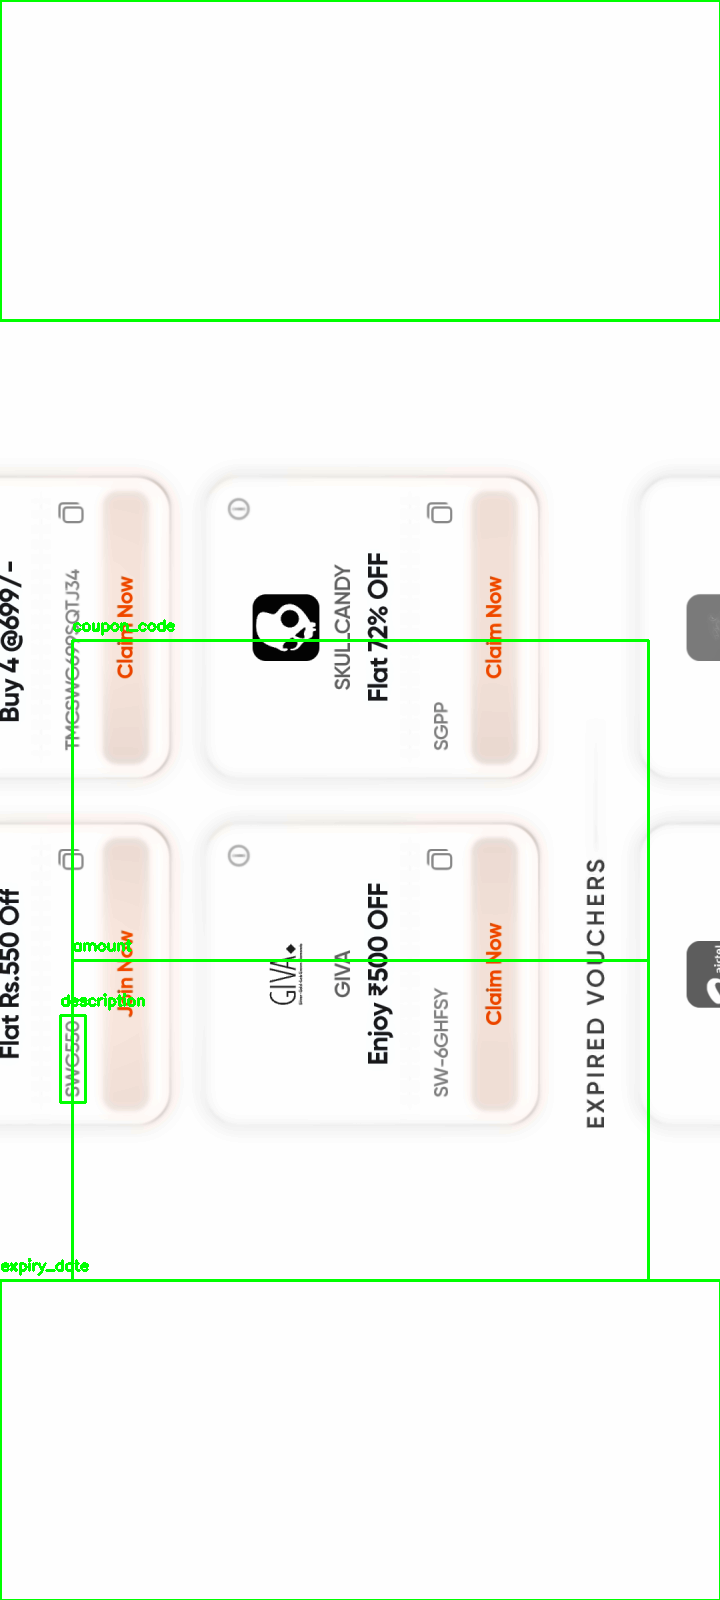 Flat Rs.550 Off
SWG550
Join Now
Buy 4 @699/-
TMCSWG699SQTJ34
Claim Now
GIVA
GIVA
Enjoy ₹500 OFF
SW-6GHFSY
Claim Now
SKULLCANDY
Flat 72% OFF
SGPP
Claim Now
EXPIRED VOUCHERS
airtel
coupon_code
amount
description
expiry_date